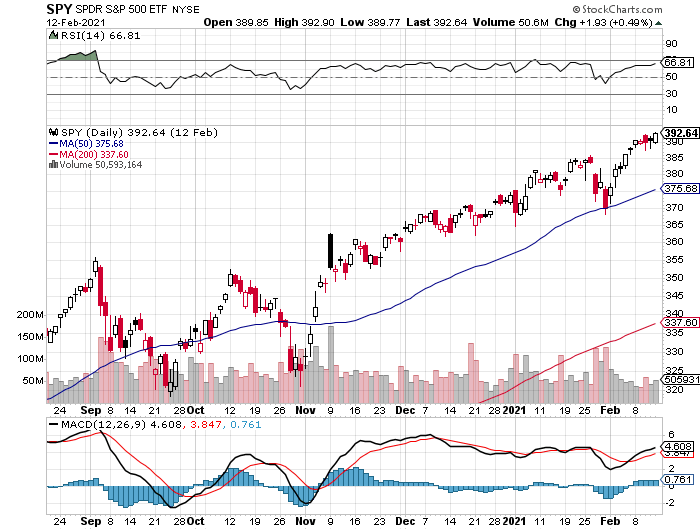 SPY SPDR S&P 500 ETF NYSE
© StockCharts.com
12-Feb-2021
Open 389.85 High 392.90 Low 389.77 Last 392.64 Volume 50.6M Chg +1.93 (+0.49%)
RSI(14) 66.81
90
70
66.81
50
30
10
SPY (Daily) 392.64 (12 Feb)
MA(50) 375.68
MA(200) 337.60
Volume 50,593,164
392.64
390
385
380
375.68
370
365
360
355
350
345
340
337.60
335
330
325
320
200M
150M
100M
50M
24 Sep 8 14 21 28 Oct 12 19 26 Nov 9 16 23 Dec 7 14 21 28 2021 11 19 25 Feb 8
MACD(12,26,9) 4.608, 3.847, 0.761
6
4.608
3.847
2
0.761
0
-2
24 Sep 8 14 21 28 Oct 12 19 26 Nov 9 16 23 Dec 7 14 21 28 2021 11 19 25 Feb 8